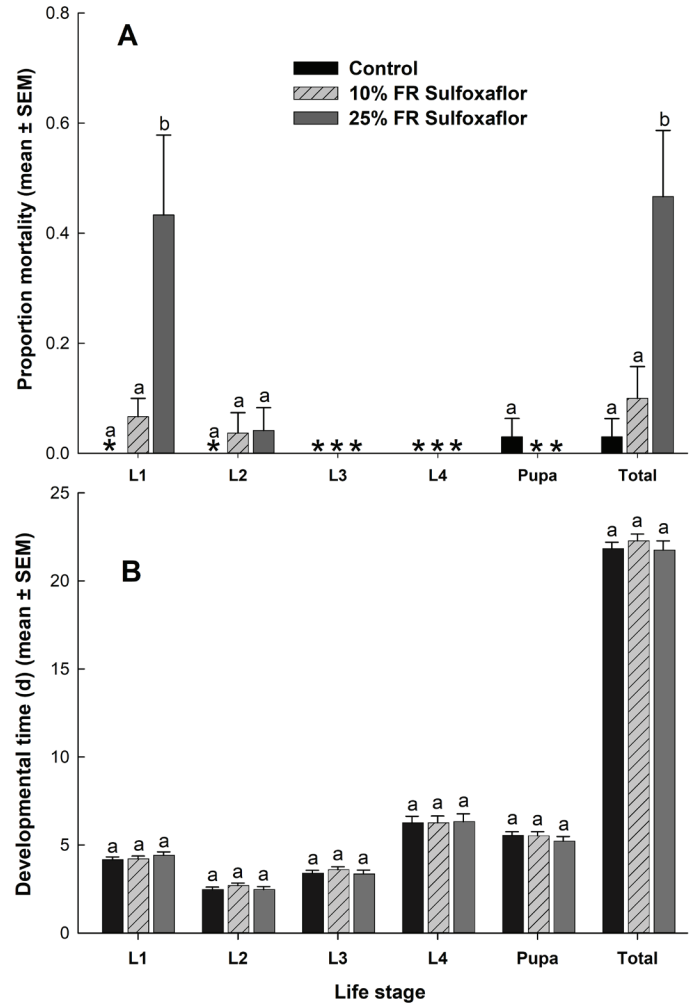 A
Control
10% FR Sulfoxaflor
25% FR Sulfoxaflor
Proportion mortality (mean ± SEM)
0.8
0.6
0.4
0.2
0.0
a a b
* 
a a a
*
* * *
* * *
a
* *
a a b
L1 L2 L3 L4 Pupa Total
B
Developmental time (d) (mean ± SEM)
25
20
15
10
5
0
a a a
a a a
a a a
a a a
a a a
a a a
L1 L2 L3 L4 Pupa Total
Life stage